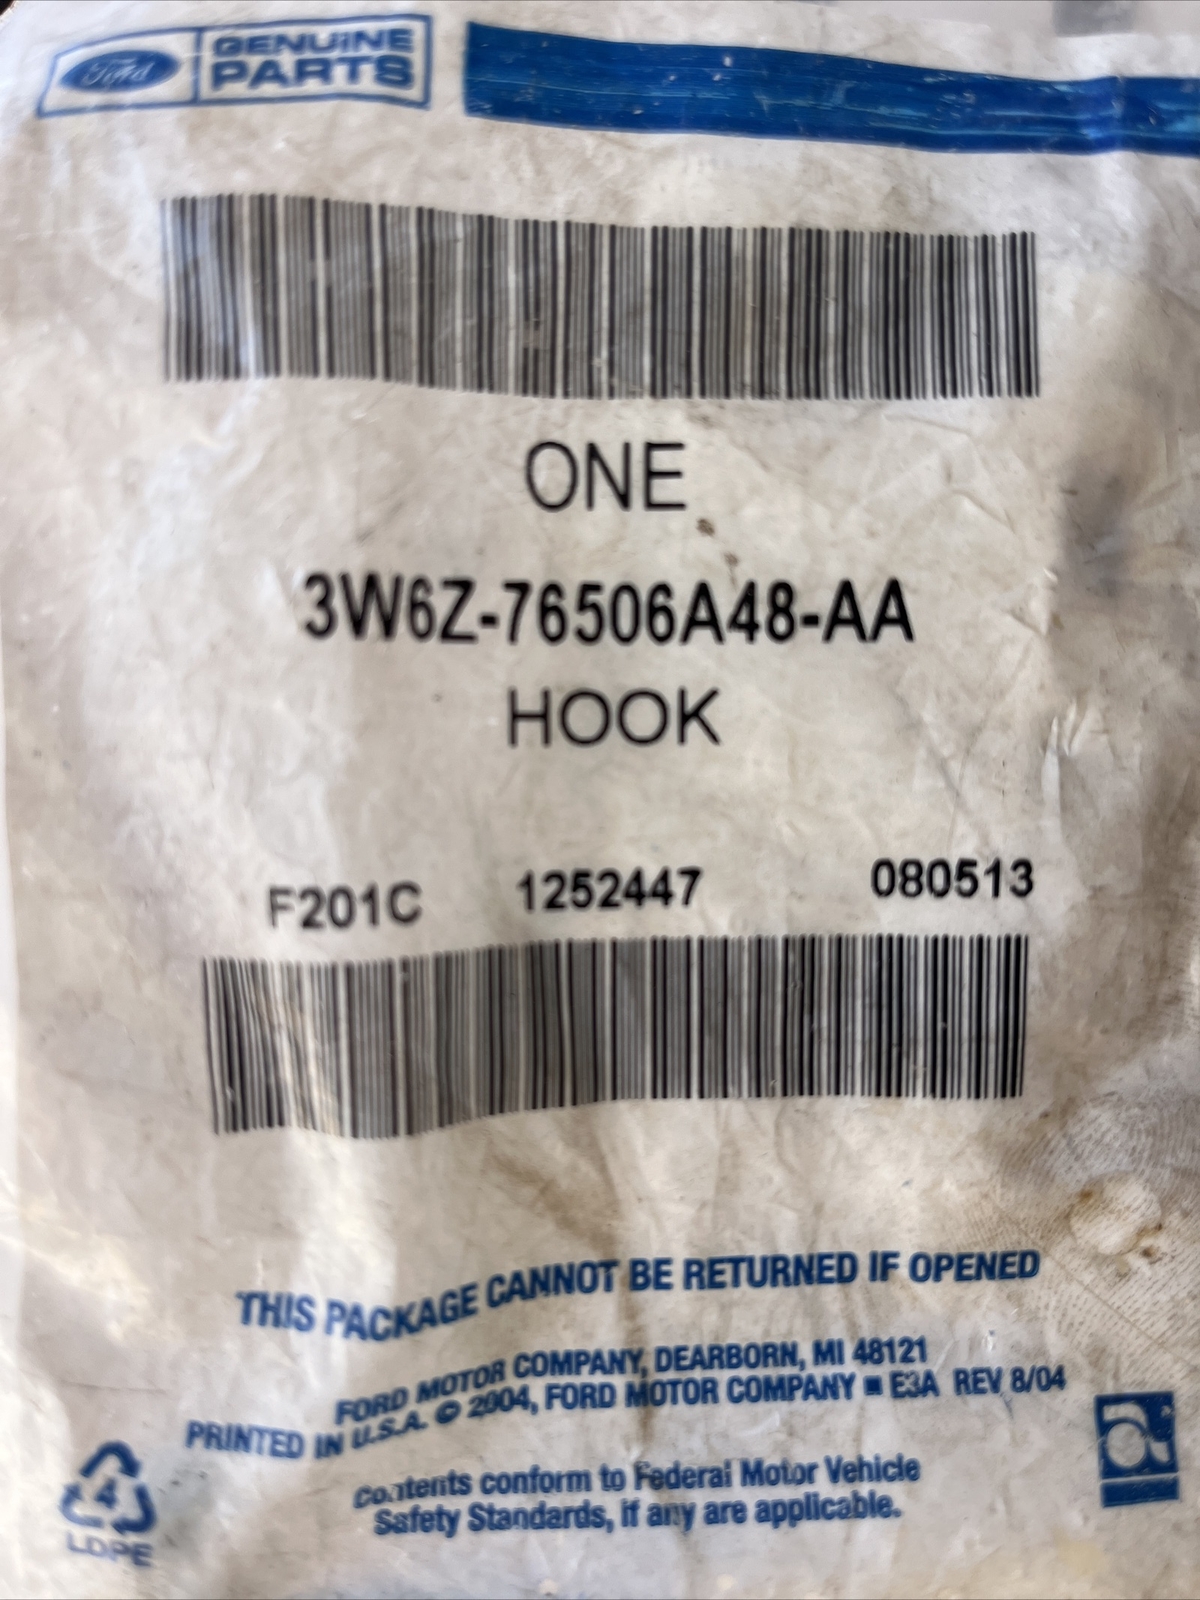 Ford
GENUINE
PARTS
ONE
3W6Z-76506A48-AA
HOOK
F201C 1252447 080513
THIS PACKAGE CANNOT BE RETURNED IF OPENED
FORD MOTOR COMPANY, DEARBORN, MI 48121
PRINTED IN U.S.A. © 2004, FORD MOTOR COMPANY ■ E3A REV 8/04
Contents conform to Federal Motor Vehicle
Safety Standards, if any are applicable.
4
LDPE